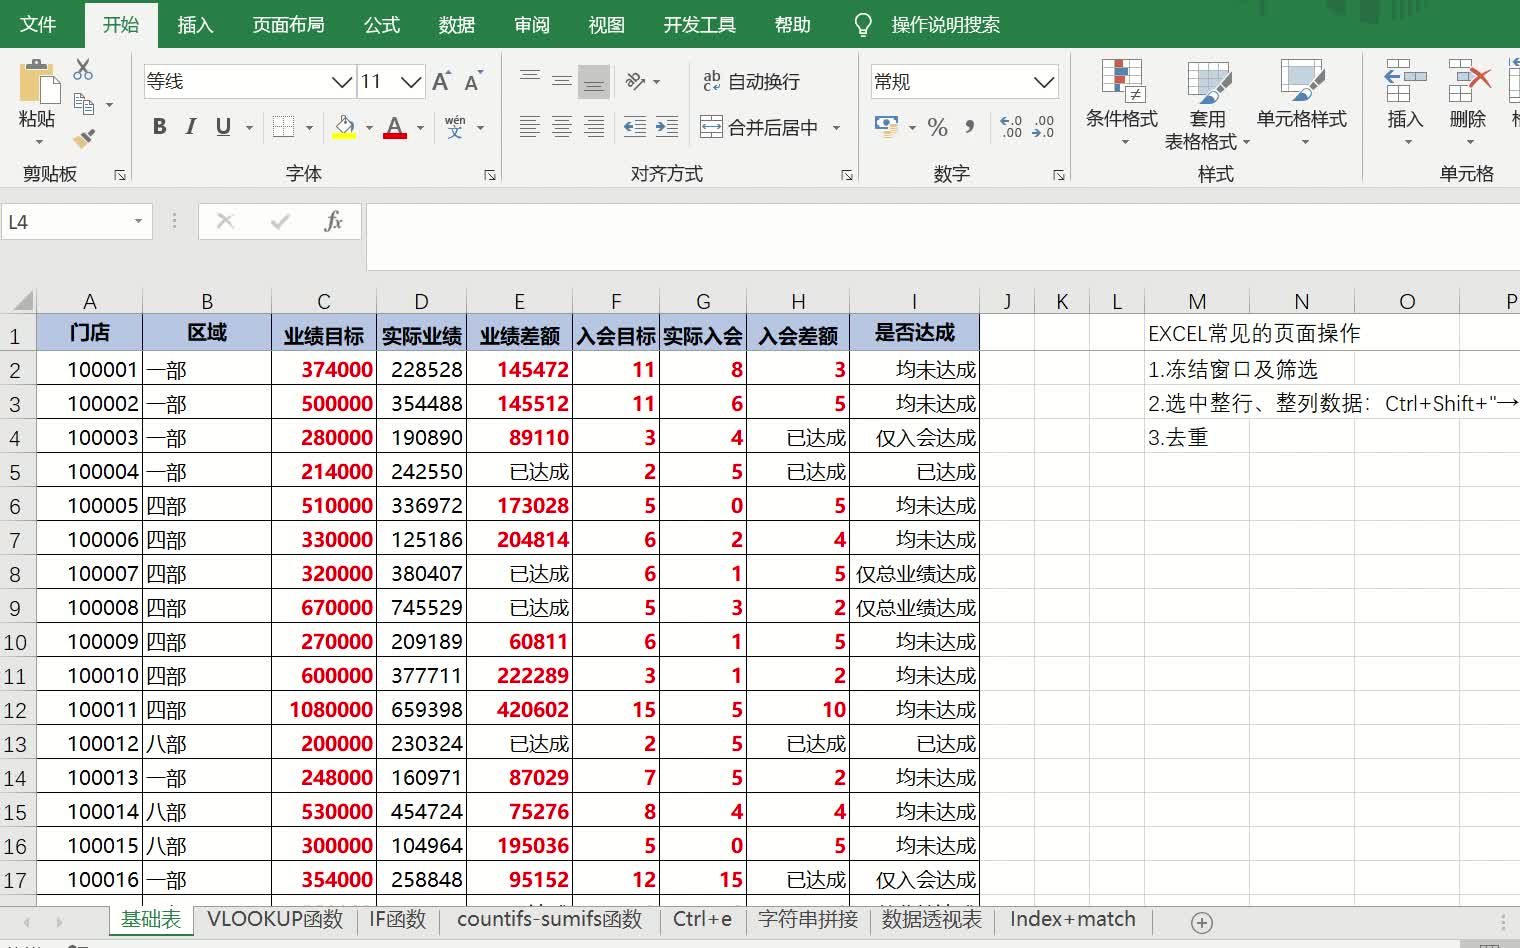 文件 开始 插入 页面布局 公式 数据 审阅 视图 开发工具 帮助 操作说明搜索
等线 11 ab 自动换行 常规
粘贴 B I U A wén 文 合并后居中 % 条件格式 套用 表格格式 单元格样式 插入 删除
剪贴板 字体 对齐方式 数字 样式 单元格
L4 fx
A B C D E F G H I J K L M N O P
1 门店 区域 业绩目标 实际业绩 业绩差额 入会目标 实际入会 入会差额 是否达成 EXCEL常见的页面操作
2 100001 一部 374000 228528 145472 11 8 3 均未达成 1.冻结窗口及筛选
3 100002 一部 500000 354488 145512 11 6 5 均未达成 2.选中整行、整列数据：Ctrl+Shift+"→
4 100003 一部 280000 190890 89110 3 4 已达成 仅入会达成 3.去重
5 100004 一部 214000 242550 已达成 2 5 已达成 已达成
6 100005 四部 510000 336972 173028 5 0 5 均未达成
7 100006 四部 330000 125186 204814 6 2 4 均未达成
8 100007 四部 320000 380407 已达成 6 1 5 仅总业绩达成
9 100008 四部 670000 745529 已达成 5 3 2 仅总业绩达成
10 100009 四部 270000 209189 60811 6 1 5 均未达成
11 100010 四部 600000 377711 222289 3 1 2 均未达成
12 100011 四部 1080000 659398 420602 15 5 10 均未达成
13 100012 八部 200000 230324 已达成 2 5 已达成 已达成
14 100013 一部 248000 160971 87029 7 5 2 均未达成
15 100014 八部 530000 454724 75276 8 4 4 均未达成
16 100015 八部 300000 104964 195036 5 0 5 均未达成
17 100016 一部 354000 258848 95152 12 15 已达成 仅入会达成
基础表 VLOOKUP函数 IF函数 countifs-sumifs函数 Ctrl+e 字符串拼接 数据透视表 Index+match